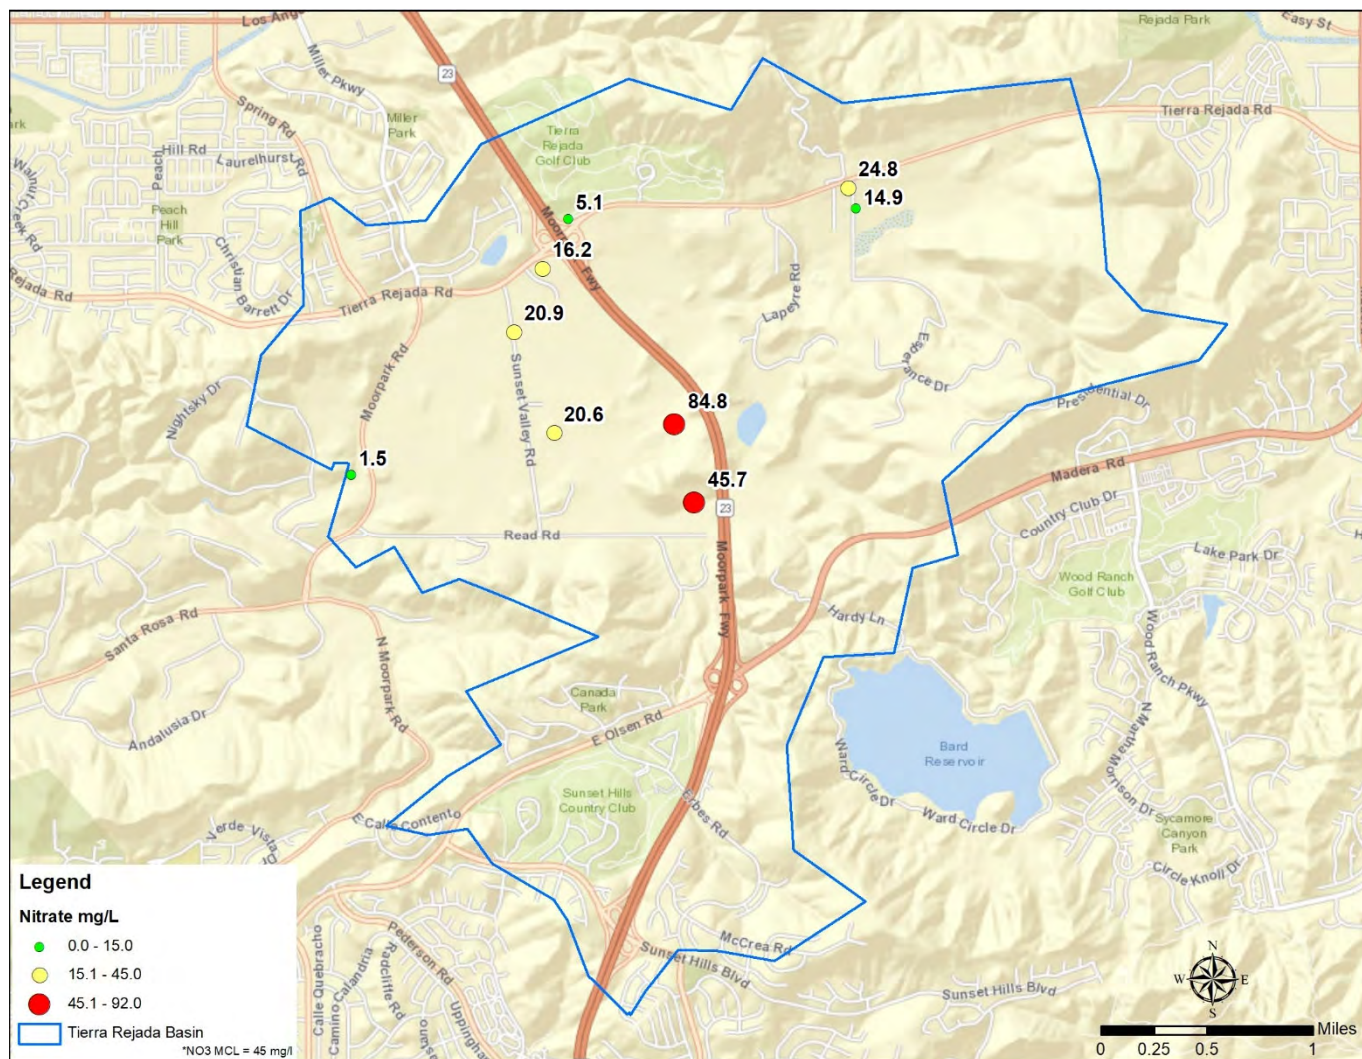 Los Ange
Rejada Park
Easy St
Miller Pkwy
23
Spring Rd
Miller
Park
Tierra
Rejada
Golf Club
Tierra Rejada Rd
ark
Hill Rd
Peach
Laurelhurst Rd
Walnut
Creek Rd
Peach
Hill
Park
Christian
Barrett Dr
24.8
14.9
5.1
Moorpark Fwy
16.2
Rejada Rd
Tierra Rejada Rd
Lapeyre Rd
20.9
Moorpark Rd
Sunset Valley Rd
Esperance Dr
Nightsky Dr
84.8
Presidential Dr
20.6
1.5
Madera Rd
45.7
23
Country Club Dr
Read Rd
Moorpark Fwy
Lake Park Dr
Wood Ranch
Golf Club
Hardy Ln
Santa Rosa Rd
N Moorpark Rd
Wood Ranch Pkwy
Canada
Park
Andalusia Dr
E Olsen Rd
N Martha
Morrison Dr
Bard
Reservoir
Ward
Circle Dr
Sunset Hills
Country Club
Erbes Rd
Ward Circle Dr
E Calle Contento
Verde Vista
Dr
Sycamore
Canyon
Park
Circle Knoll Dr
Legend
Nitrate mg/L
0.0 - 15.0
15.1 - 45.0
45.1 - 92.0
Tierra Rejada Basin
*NO3 MCL = 45 mg/l
Calle Quebracho
Camino Calandria
Radcliffe Rd
Pederson Rd
Uppingham
McCrea Rd
Sunset Hills Blvd
Sunset Hills Blvd
N
W
E
S
Miles
0 0.25 0.5 1